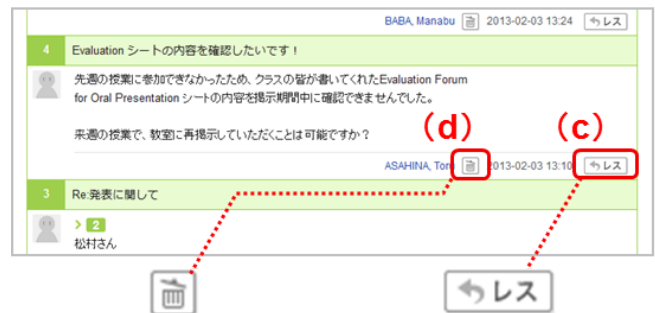 BABA, Manabu 2013-02-03 13:24 レス
4 Evaluation シートの内容を確認したいです！
先週の授業に参加できなかったため、クラスの皆が書いてくれたEvaluation Forum
for Oral Presentation シートの内容を掲示期間中に確認できませんでした。
来週の授業で、教室に再掲示していただくことは可能ですか？
(d) (c)
ASAHINA, Tor 2013-02-03 13:10 レス
3 Re:発表に関して
> 2
松村さん
レス